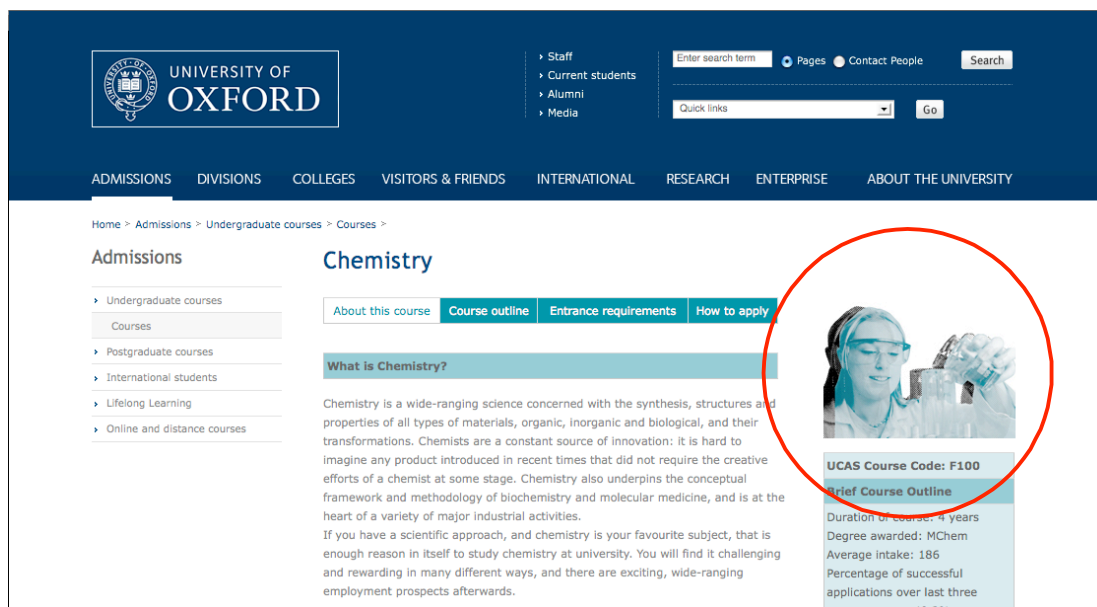 UNIVERSITY OF
OXFORD
› Staff
› Current students
› Alumni
› Media
Enter search term
Pages
Contact People
Search
Quick links
Go
ADMISSIONS
DIVISIONS
COLLEGES
VISITORS & FRIENDS
INTERNATIONAL
RESEARCH
ENTERPRISE
ABOUT THE UNIVERSITY
Home > Admissions > Undergraduate courses > Courses >
Admissions
› Undergraduate courses
Courses
› Postgraduate courses
› International students
› Lifelong Learning
› Online and distance courses
Chemistry
About this course
Course outline
Entrance requirements
How to apply
What is Chemistry?
Chemistry is a wide-ranging science concerned with the synthesis, structures and
properties of all types of materials, organic, inorganic and biological, and their
transformations. Chemists are a constant source of innovation: it is hard to
imagine any product introduced in recent times that did not require the creative
efforts of a chemist at some stage. Chemistry also underpins the conceptual
framework and methodology of biochemistry and molecular medicine, and is at the
heart of a variety of major industrial activities.
If you have a scientific approach, and chemistry is your favourite subject, that is
enough reason in itself to study chemistry at university. You will find it challenging
and rewarding in many different ways, and there are exciting, wide-ranging
employment prospects afterwards.
UCAS Course Code: F100
Brief Course Outline
Duration of course: 4 years
Degree awarded: MChem
Average intake: 186
Percentage of successful
applications over last three